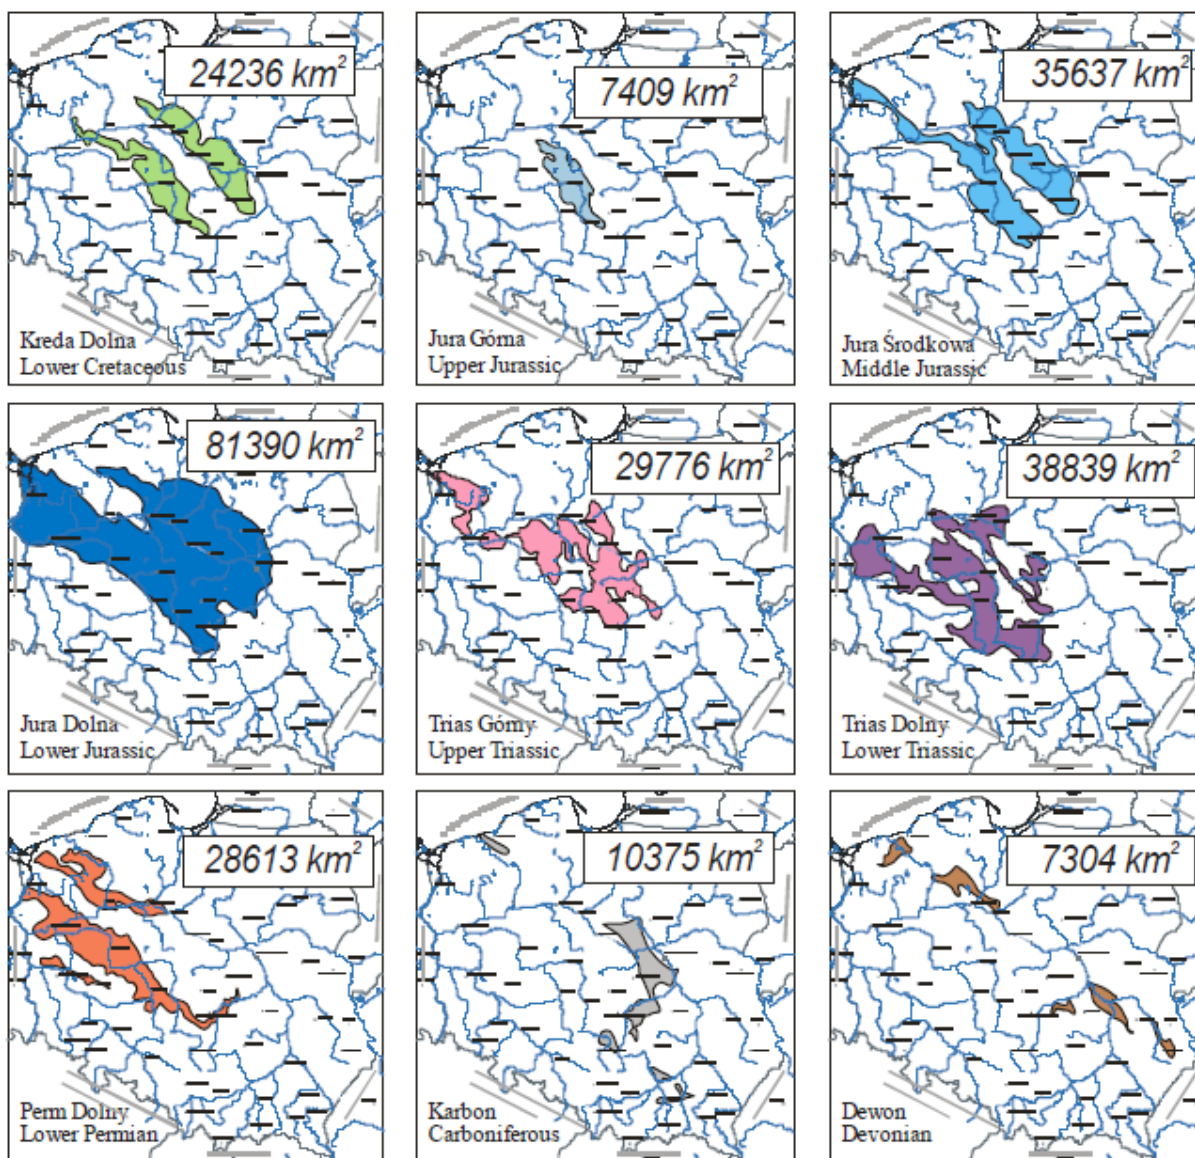 24236 km²
Kreda Dolna
Lower Cretaceous
7409 km²
Jura Górna
Upper Jurassic
35637 km²
Jura Środkowa
Middle Jurassic
81390 km²
Jura Dolna
Lower Jurassic
29776 km²
Trias Górny
Upper Triassic
38839 km²
Trias Dolny
Lower Triassic
28613 km²
Perm Dolny
Lower Permian
10375 km²
Karbon
Carboniferous
7304 km²
Dewon
Devonian